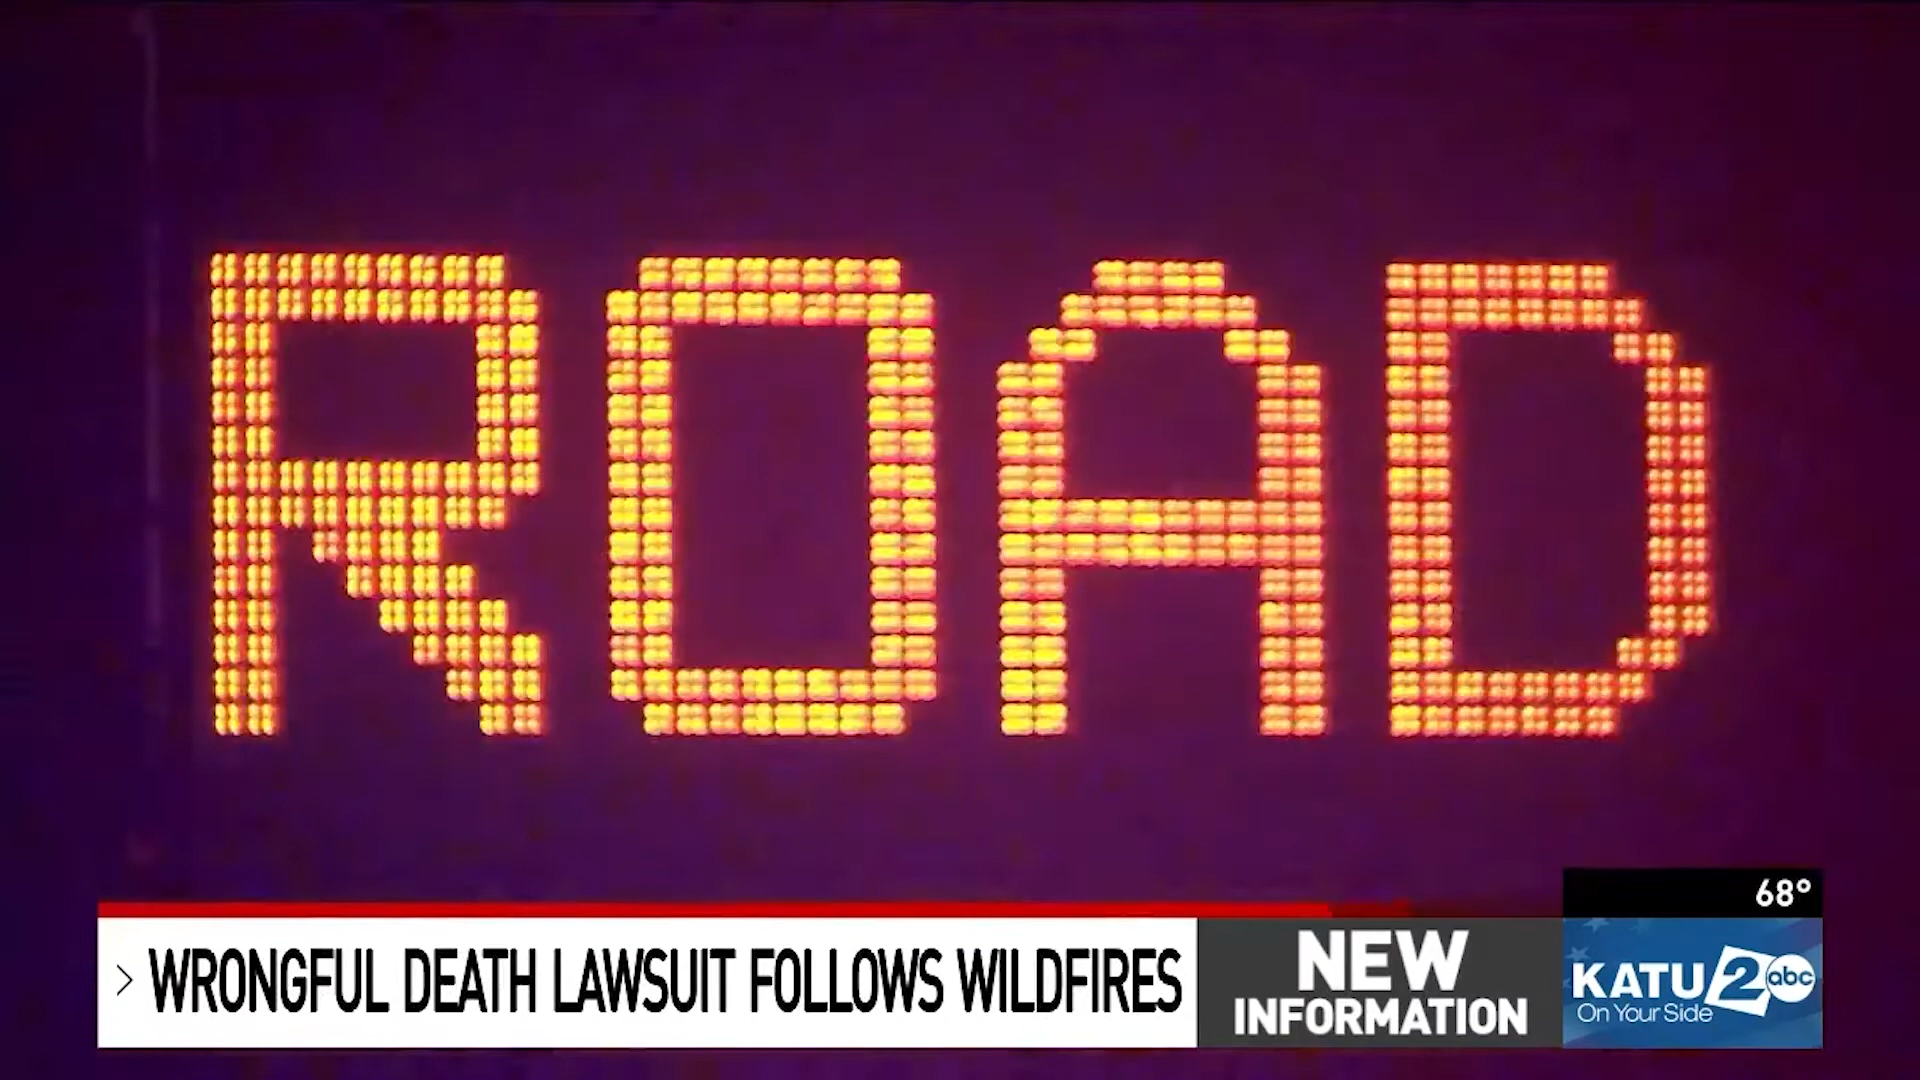 ROAD
68°
> WRONGFUL DEATH LAWSUIT FOLLOWS WILDFIRES
NEW
INFORMATION
KATU 2 abc
On Your Side